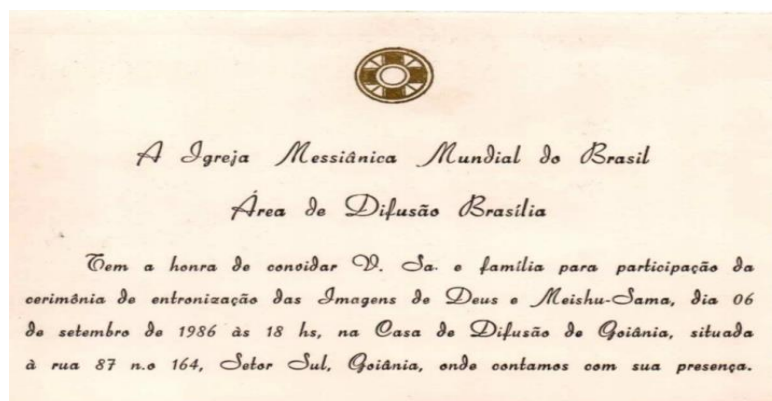 A Igreja Messiânica Mundial do Brasil
Área de Difusão Brasília
Tem a honra de convidar V. Sa. e família para participação da
cerimônia de entronização das Imagens de Deus e Meishu-Sama, dia 06
de setembro de 1986 às 18 hs, na Casa de Difusão de Goiânia, situada
à rua 87 n.o 164, Setor Sul, Goiânia, onde contamos com sua presença.